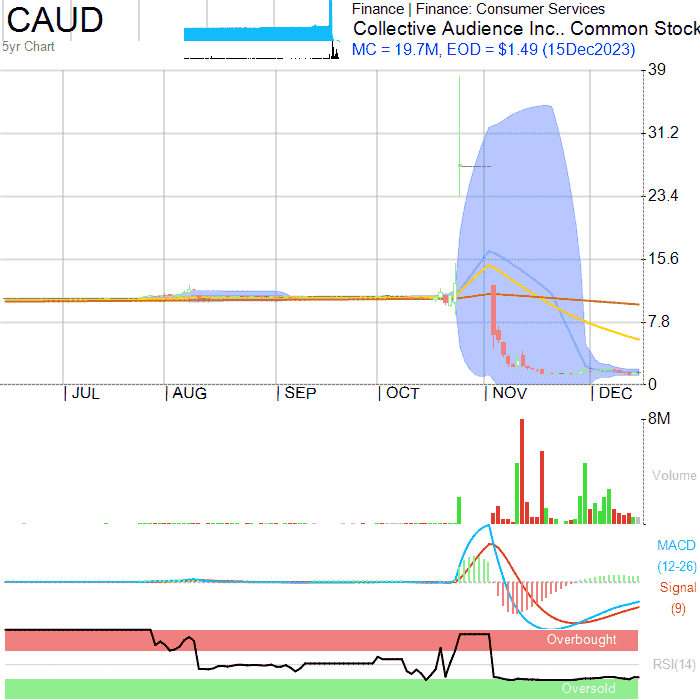 CAUD
5yr Chart
Finance | Finance: Consumer Services
Collective Audience Inc.. Common Stock
MC = 19.7M, EOD = $1.49 (15Dec2023)
39
31.2
23.4
15.6
7.8
0
JUL AUG SEP OCT NOV DEC
8M
Volume
MACD
(12-26)
Signal
(9)
Overbought
RSI(14)
Oversold